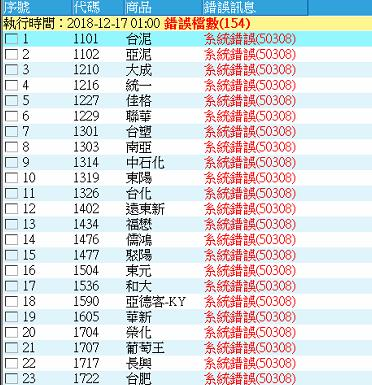 序號 代碼 商品 錯誤訊息
執行時間：2018-12-17 01:00 錯誤檔數(154)
1 1101 台泥 系統錯誤(50308)
2 1102 亞泥 系統錯誤(50308)
3 1210 大成 系統錯誤(50308)
4 1216 統一 系統錯誤(50308)
5 1227 佳格 系統錯誤(50308)
6 1229 聯華 系統錯誤(50308)
7 1301 台塑 系統錯誤(50308)
8 1303 南亞 系統錯誤(50308)
9 1314 中石化 系統錯誤(50308)
10 1319 東陽 系統錯誤(50308)
11 1326 台化 系統錯誤(50308)
12 1402 遠東新 系統錯誤(50308)
13 1434 福懋 系統錯誤(50308)
14 1476 儒鴻 系統錯誤(50308)
15 1477 聚陽 系統錯誤(50308)
16 1504 東元 系統錯誤(50308)
17 1536 和大 系統錯誤(50308)
18 1590 亞德客-KY 系統錯誤(50308)
19 1605 華新 系統錯誤(50308)
20 1704 榮化 系統錯誤(50308)
21 1707 葡萄王 系統錯誤(50308)
22 1717 長興 系統錯誤(50308)
23 1722 台肥 系統錯誤(50308)